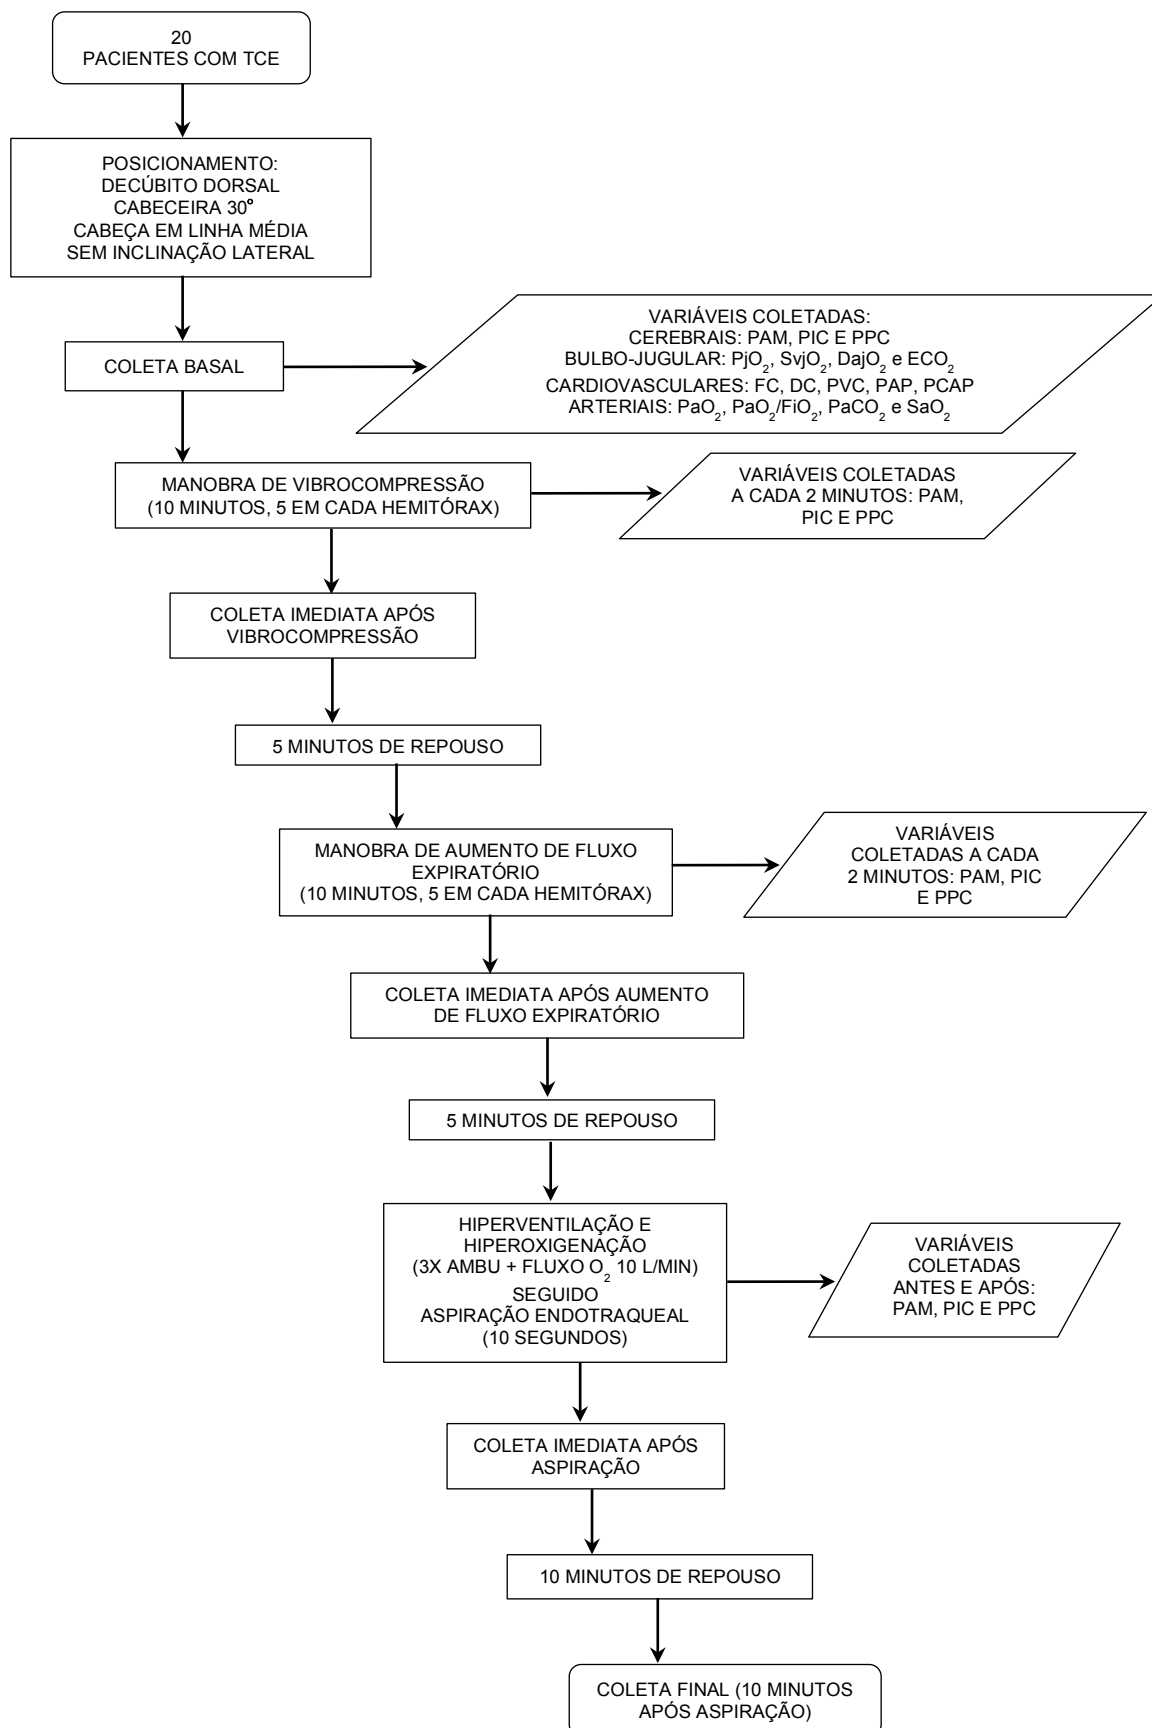 20
PACIENTES COM TCE
POSICIONAMENTO:
DECÚBITO DORSAL
CABECEIRA 30°
CABEÇA EM LINHA MÉDIA
SEM INCLINAÇÃO LATERAL
COLETA BASAL
VARIÁVEIS COLETADAS:
CEREBRAIS: PAM, PIC E PPC
BULBO-JUGULAR: PjO₂, SvjO₂, DajO₂ e ECO₂
CARDIOVASCULARES: FC, DC, PVC, PAP, PCAP
ARTERIAIS: PaO₂, PaO₂/FiO₂, PaCO₂ e SaO₂
MANOBRA DE VIBROCOMPRESSÃO
(10 MINUTOS, 5 EM CADA HEMITÓRAX)
VARIÁVEIS COLETADAS
A CADA 2 MINUTOS: PAM,
PIC E PPC
COLETA IMEDIATA APÓS
VIBROCOMPRESSÃO
5 MINUTOS DE REPOUSO
MANOBRA DE AUMENTO DE FLUXO
EXPIRATÓRIO
(10 MINUTOS, 5 EM CADA HEMITÓRAX)
VARIÁVEIS
COLETADAS A CADA
2 MINUTOS: PAM, PIC
E PPC
COLETA IMEDIATA APÓS AUMENTO
DE FLUXO EXPIRATÓRIO
5 MINUTOS DE REPOUSO
HIPERVENTILAÇÃO E
HIPEROXIGENAÇÃO
(3X AMBU + FLUXO O₂ 10 L/MIN)
SEGUIDO
ASPIRAÇÃO ENDOTRAQUEAL
(10 SEGUNDOS)
VARIÁVEIS
COLETADAS
ANTES E APÓS:
PAM, PIC E PPC
COLETA IMEDIATA APÓS
ASPIRAÇÃO
10 MINUTOS DE REPOUSO
COLETA FINAL (10 MINUTOS
APÓS ASPIRAÇÃO)